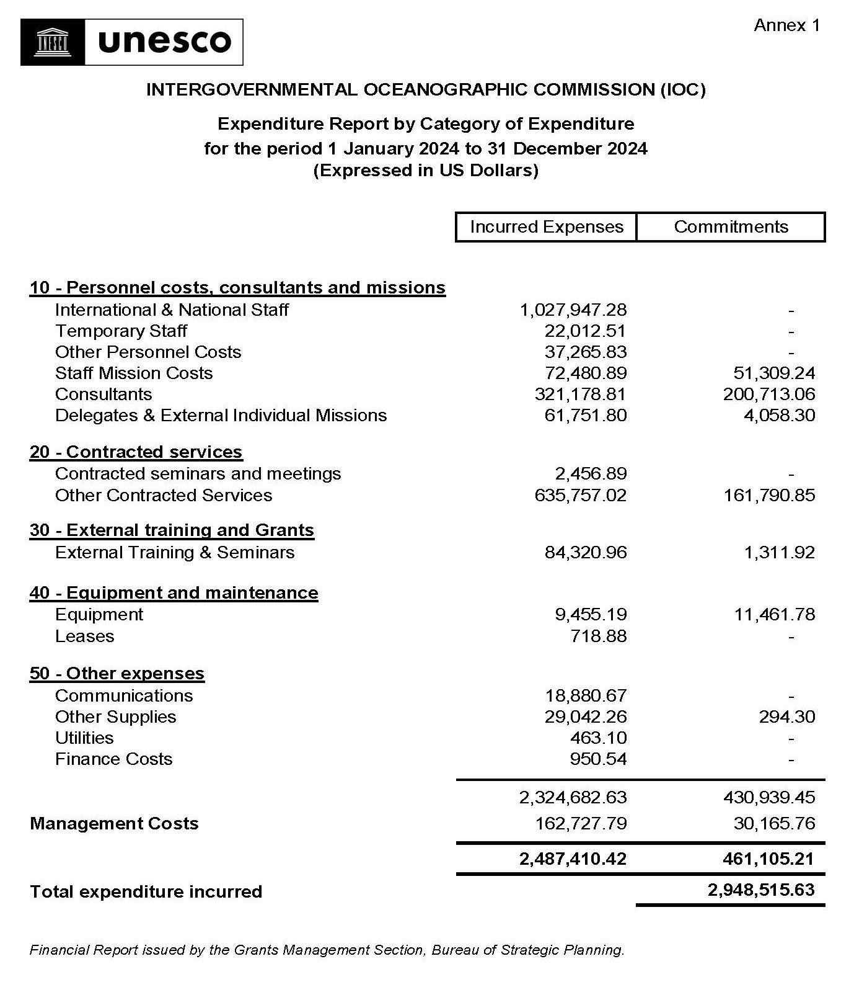 UNESCO
unesco
Annex 1
INTERGOVERNMENTAL OCEANOGRAPHIC COMMISSION (IOC)
Expenditure Report by Category of Expenditure
for the period 1 January 2024 to 31 December 2024
(Expressed in US Dollars)
Incurred Expenses Commitments
10 - Personnel costs, consultants and missions
International & National Staff 1,027,947.28 -
Temporary Staff 22,012.51 -
Other Personnel Costs 37,265.83 -
Staff Mission Costs 72,480.89 51,309.24
Consultants 321,178.81 200,713.06
Delegates & External Individual Missions 61,751.80 4,058.30
20 - Contracted services
Contracted seminars and meetings 2,456.89 -
Other Contracted Services 635,757.02 161,790.85
30 - External training and Grants
External Training & Seminars 84,320.96 1,311.92
40 - Equipment and maintenance
Equipment 9,455.19 11,461.78
Leases 718.88 -
50 - Other expenses
Communications 18,880.67 -
Other Supplies 29,042.26 294.30
Utilities 463.10 -
Finance Costs 950.54 -
2,324,682.63 430,939.45
Management Costs 162,727.79 30,165.76
2,487,410.42 461,105.21
Total expenditure incurred 2,948,515.63
Financial Report issued by the Grants Management Section, Bureau of Strategic Planning.